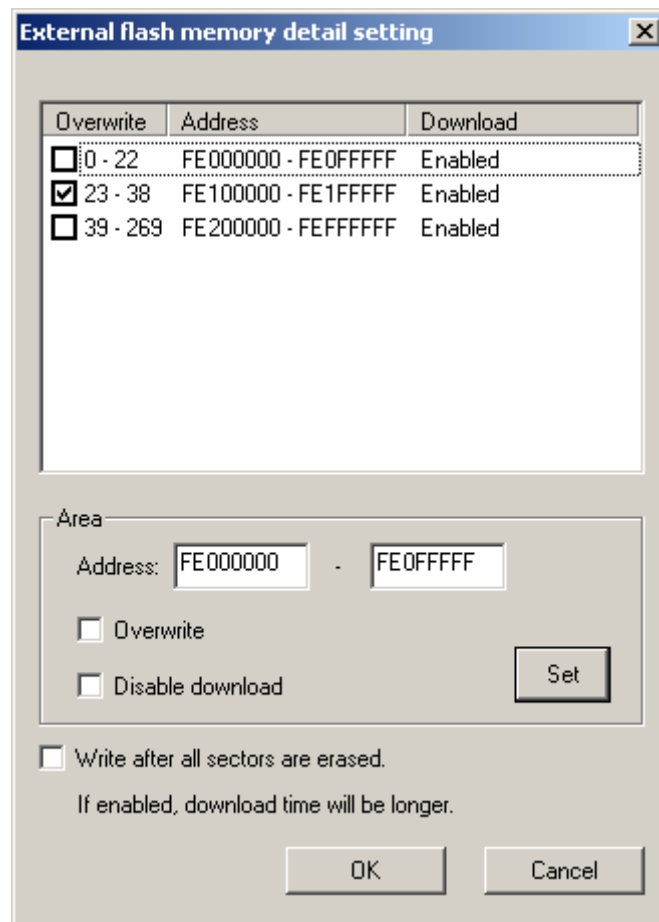 External flash memory detail setting
Overwrite Address Download
0 - 22 FE000000 - FE0FFFFF Enabled
23 - 38 FE100000 - FE1FFFFF Enabled
39 - 269 FE200000 - FEFFFFFF Enabled
Area
Address: FE000000 - FE0FFFFF
Overwrite
Disable download
Set
Write after all sectors are erased.
If enabled, download time will be longer.
OK Cancel